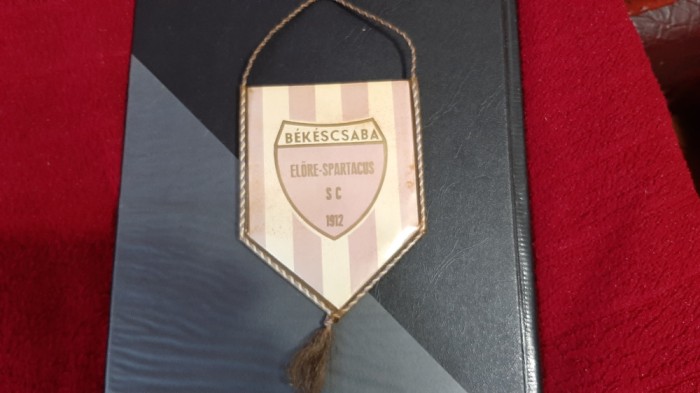 BÉKÉSCSABA
ELŐRE-SPARTACUS
S C
1912